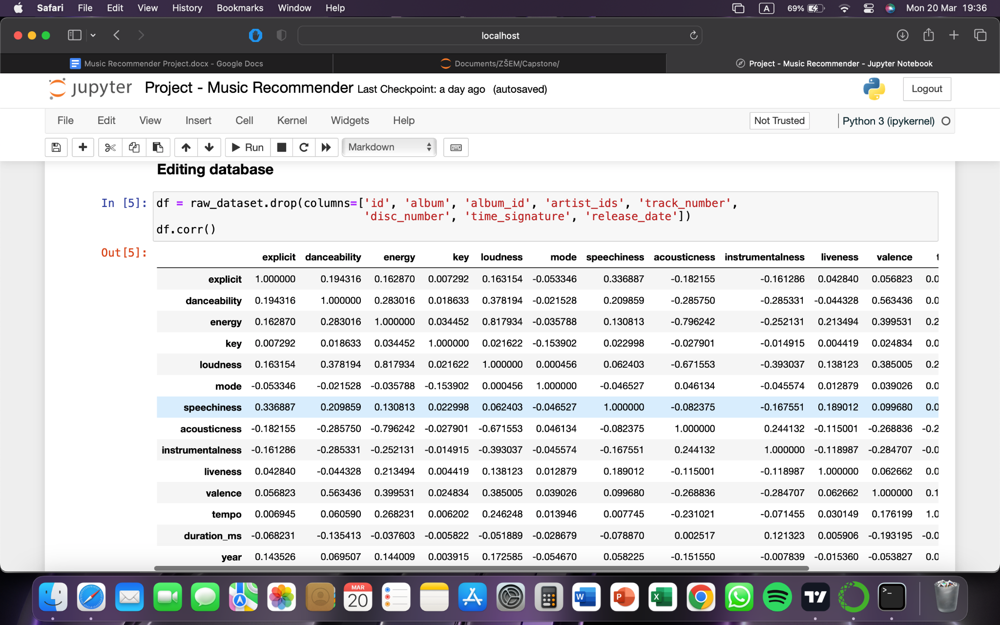 Safari File Edit View History Bookmarks Window Help A 69% Mon 20 Mar 19:36
localhost
Music Recommender Project.docx - Google Docs Documents/ZŠEM/Capstone/ Project - Music Recommender - Jupyter Notebook
jupyter Project - Music Recommender Last Checkpoint: a day ago (autosaved) Logout
File Edit View Insert Cell Kernel Widgets Help Not Trusted Python 3 (ipykernel)
Run Markdown
Editing database
In [5]: df = raw_dataset.drop(columns=['id', 'album', 'album_id', 'artist_ids', 'track_number',
'disc_number', 'time_signature', 'release_date'])
df.corr()
Out[5]:
explicit danceability energy key loudness mode speechiness acousticness instrumentalness liveness valence
explicit 1.000000 0.194316 0.162870 0.007292 0.163154 -0.053346 0.336887 -0.182155 -0.161286 0.042840 0.056823 0.0
danceability 0.194316 1.000000 0.283016 0.018633 0.378194 -0.021528 0.209859 -0.285750 -0.285331 -0.044328 0.563436 0.0
energy 0.162870 0.283016 1.000000 0.034452 0.817934 -0.035788 0.130813 -0.796242 -0.252131 0.213494 0.399531 0.2
key 0.007292 0.018633 0.034452 1.000000 0.021622 -0.153902 0.022998 -0.027901 -0.014915 0.004419 0.024834 0.0
loudness 0.163154 0.378194 0.817934 0.021622 1.000000 0.000456 0.062403 -0.671553 -0.393037 0.138123 0.385005 0.2
mode -0.053346 -0.021528 -0.035788 -0.153902 0.000456 1.000000 -0.046527 0.046134 -0.045574 0.012879 0.039026 0.0
speechiness 0.336887 0.209859 0.130813 0.022998 0.062403 -0.046527 1.000000 -0.082375 -0.167551 0.189012 0.099680 0.0
acousticness -0.182155 -0.285750 -0.796242 -0.027901 -0.671553 0.046134 -0.082375 1.000000 0.244132 -0.115001 -0.268836 -0.2
instrumentalness -0.161286 -0.285331 -0.252131 -0.014915 -0.393037 -0.045574 -0.167551 0.244132 1.000000 -0.118987 -0.284707 -0.0
liveness 0.042840 -0.044328 0.213494 0.004419 0.138123 0.012879 0.189012 -0.115001 -0.118987 1.000000 0.062662 0.0
valence 0.056823 0.563436 0.399531 0.024834 0.385005 0.039026 0.099680 -0.268836 -0.284707 0.062662 1.000000 0.1
tempo 0.006945 0.060590 0.268231 0.006202 0.246248 0.013946 0.007745 -0.231021 -0.071455 0.030149 0.176199 1.0
duration_ms -0.068231 -0.135413 -0.037603 -0.005822 -0.051889 -0.028679 -0.078870 0.002517 0.121323 0.005906 -0.193195 -0.0
year 0.143526 0.069507 0.144009 0.003915 0.172585 -0.054670 0.058225 -0.151550 -0.007839 -0.015360 -0.053827 0.0
MAR
20 W P X